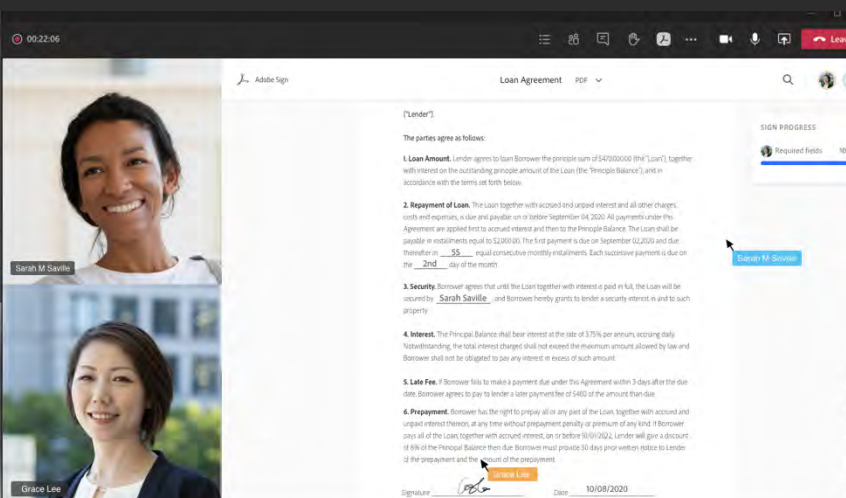 00:22:06
Leave
Adobe Sign
Loan Agreement PDF
("Lender").
SIGN PROGRESS
Required fields
The parties agree as follows:
I. Loan Amount. Lender agrees to loan Borrower the principle sum of ("Loan"), together
with interest on the outstanding principle amount of the Loan (the "Principle Balance"), and in
accordance with the terms set forth below.
2. Repayment of Loan. The Loan together with accrued and unpaid interest and all other charges,
costs and expenses, is due and payable on or before September 04, 2020. All payments under this
Agreement are applied first to accrued interest and then to the Principle Balance. The Loan shall be
payable in installments equal to $2,000.00. The first payment is due on September 02,2020 and due
thereafter in 55 equal consecutive monthly installments. Each successive payment is due on
the 2nd day of the month
Sarah M Saville
Sarah M Saville
3. Security. Borrower agrees that until the Loan together with interest is paid in full, the Loan will be
secured by Sarah Saville, and Borrower hereby grants to lender a security interest in and to such
property
4. Interest. The Principal Balance shall bear interest at the rate of 3.75% per annum, accruing daily.
Notwithstanding, the total interest charged shall not exceed the maximum amount allowed by law and
Borrower shall not be obligated to pay any interest in excess of such amount.
5. Late Fee. If Borrower fails to make a payment due under this Agreement within 3 days after the due
date, Borrower agrees to pay to lender a later payment fee of $400 of the amount than due
6. Prepayment. Borrower has the right to prepay all or any part of the Loan, together with accrued and
unpaid interest thereon, at any time without prepayment penalty or premium of any kind. If Borrower
pays all of the Loan, together with accrued interest, on or before 10/01/2022, Lender will give a discount
of 6% of the Principal Balance then due. Borrower must provide 30 days prior written notice to Lender
of the prepayment and the amount of the prepayment
Grace Lee
Grace Lee
Signature Date 10/08/2020